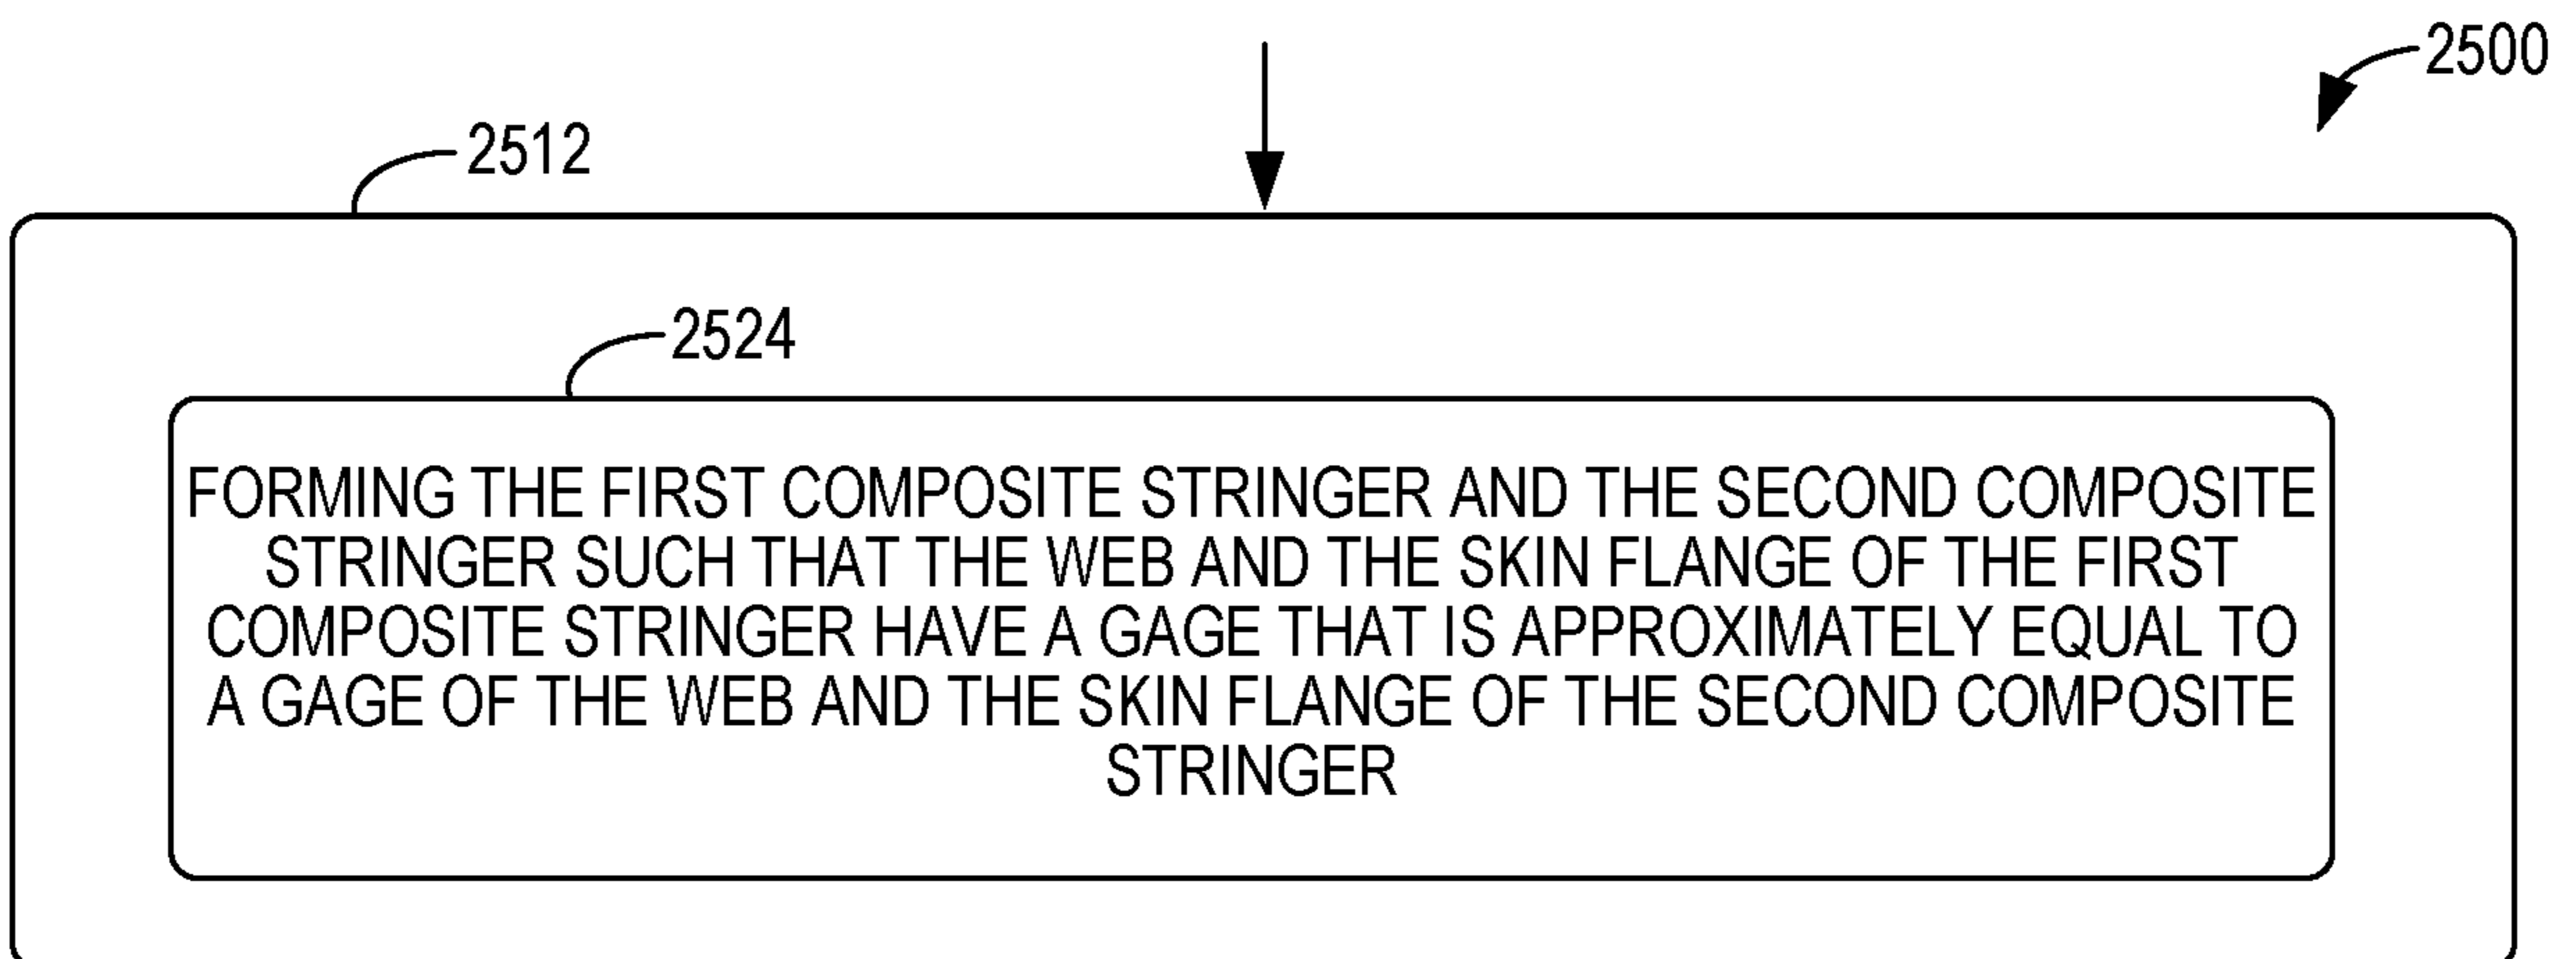 2500
2512
2524
FORMING THE FIRST COMPOSITE STRINGER AND THE SECOND COMPOSITE
STRINGER SUCH THAT THE WEB AND THE SKIN FLANGE OF THE FIRST
COMPOSITE STRINGER HAVE A GAGE THAT IS APPROXIMATELY EQUAL TO
A GAGE OF THE WEB AND THE SKIN FLANGE OF THE SECOND COMPOSITE
STRINGER